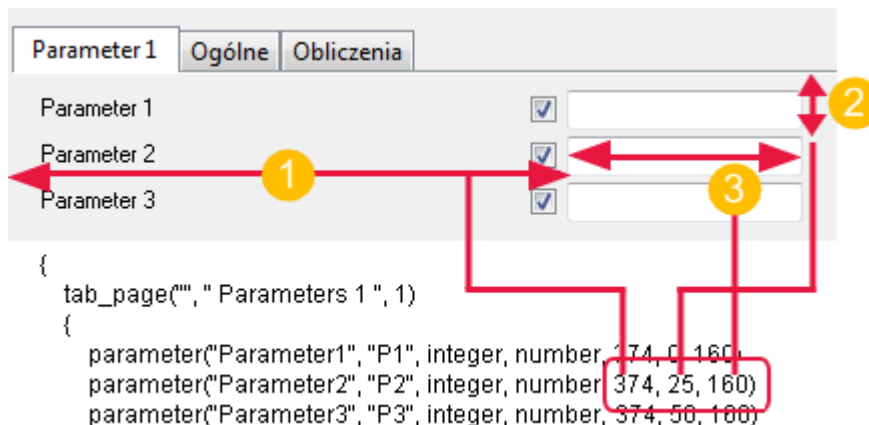 Parameter 1 Ogólne Obliczenia
Parameter 1
2
Parameter 2
1
3
Parameter 3
{
tab_page("", " Parameters 1 ", 1)
{
parameter("Parameter1", "P1", integer, number, 374, 0, 160)
parameter("Parameter2", "P2", integer, number, 374, 25, 160)
parameter("Parameter3", "P3", integer, number, 374, 50, 160)